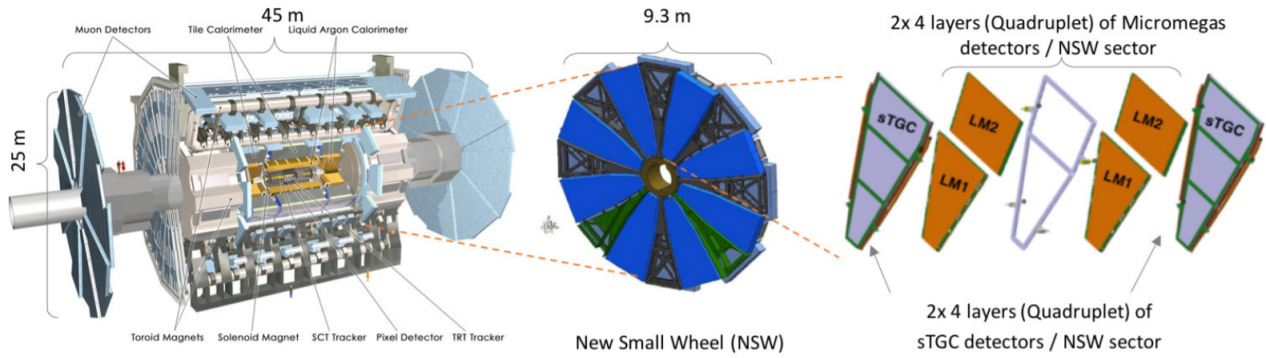 45 m
Muon Detectors
Tile Calorimeter
Liquid Argon Calorimeter
25 m
Toroid Magnets
Solenoid Magnet
SCT Tracker
Pixel Detector
TRT Tracker
9.3 m
New Small Wheel (NSW)
2x 4 layers (Quadruplet) of Micromegas
detectors / NSW sector
sTGC
LM2
LM1
LM2
LM1
sTGC
2x 4 layers (Quadruplet) of
sTGC detectors / NSW sector